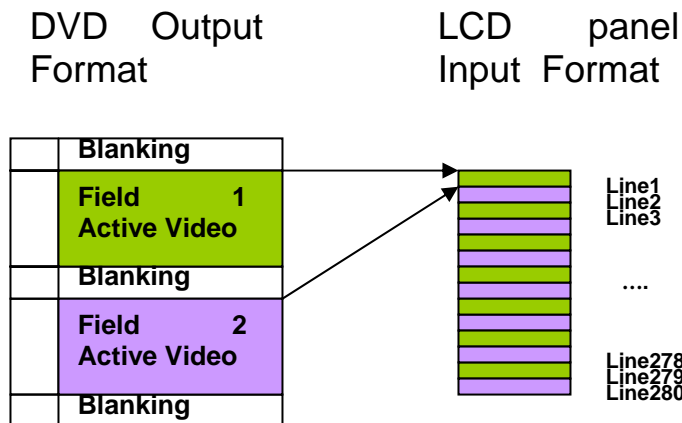 DVD Output
Format
LCD panel
Input Format
Blanking
Field 1
Active Video
Blanking
Field 2
Active Video
Blanking
Line1
Line2
Line3
....
Line278
Line279
Line280